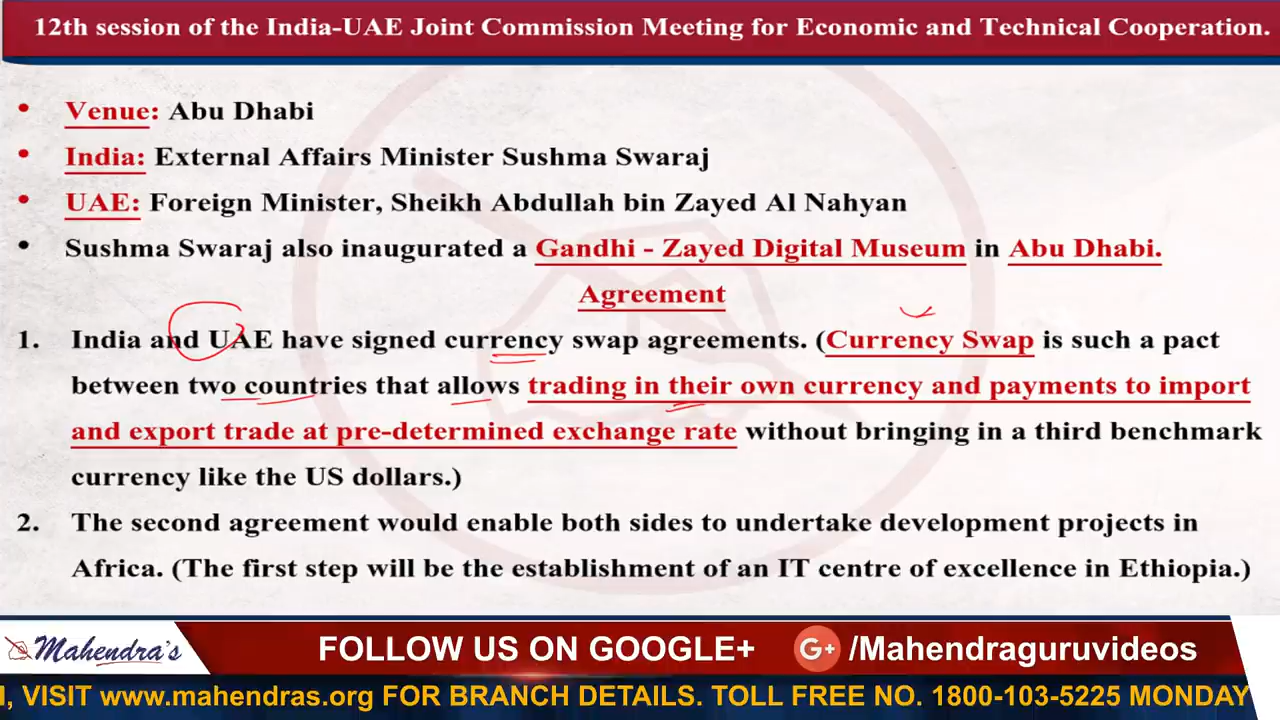 12th session of the India-UAE Joint Commission Meeting for Economic and Technical Cooperation.
• Venue: Abu Dhabi
• India: External Affairs Minister Sushma Swaraj
• UAE: Foreign Minister, Sheikh Abdullah bin Zayed Al Nahyan
• Sushma Swaraj also inaugurated a Gandhi - Zayed Digital Museum in Abu Dhabi.
Agreement
1. India and UAE have signed currency swap agreements. (Currency Swap is such a pact
between two countries that allows trading in their own currency and payments to import
and export trade at pre-determined exchange rate without bringing in a third benchmark
currency like the US dollars.)
2. The second agreement would enable both sides to undertake development projects in
Africa. (The first step will be the establishment of an IT centre of excellence in Ethiopia.)
Mahendra's
FOLLOW US ON GOOGLE+ G+ /Mahendraguruvideos
, VISIT www.mahendras.org FOR BRANCH DETAILS. TOLL FREE NO. 1800-103-5225 MONDAY